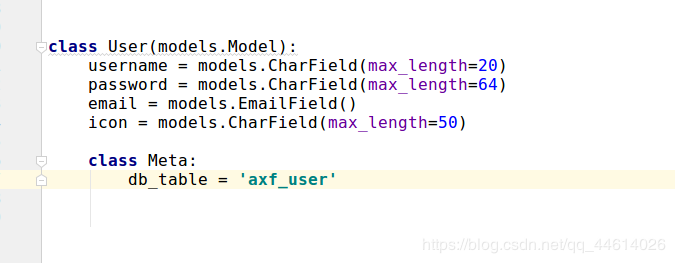 class User(models.Model):
    username = models.CharField(max_length=20)
    password = models.CharField(max_length=64)
    email = models.EmailField()
    icon = models.CharField(max_length=50)
    class Meta:
        db_table = 'axf_user'
https://blog.csdn.net/qq_44614026